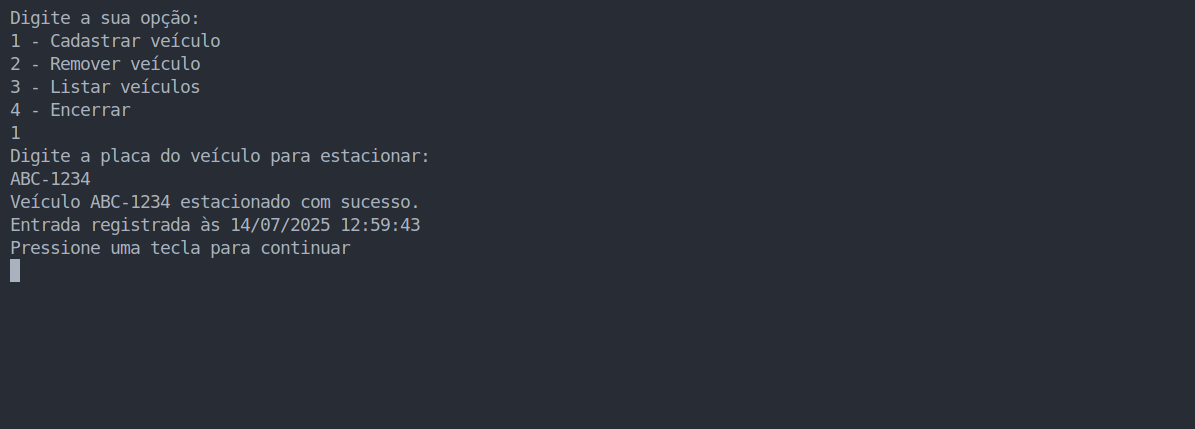 Digite a sua opção:
1 - Cadastrar veículo
2 - Remover veículo
3 - Listar veículos
4 - Encerrar
1
Digite a placa do veículo para estacionar:
ABC-1234
Veículo ABC-1234 estacionado com sucesso.
Entrada registrada às 14/07/2025 12:59:43
Pressione uma tecla para continuar